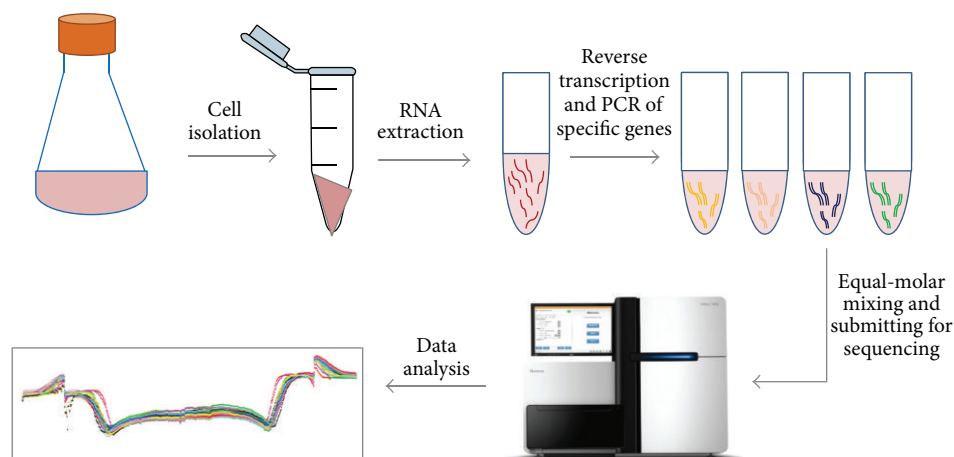 Cell
isolation
RNA
extraction
Reverse
transcription
and PCR of
specific genes
Equal-molar
mixing and
submitting for
sequencing
Data
analysis